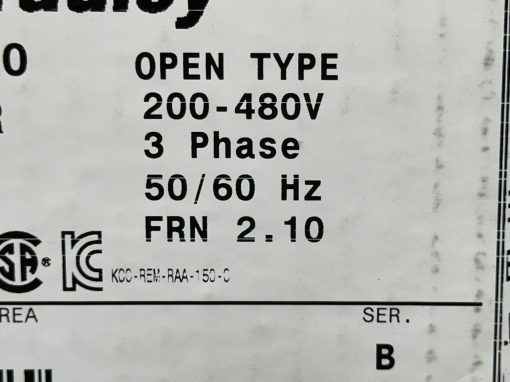 OPEN TYPE
200-480V
3 Phase
50/60 Hz
FRN 2.10
KCC-REM-RAA-150-C
REA
SER.
B